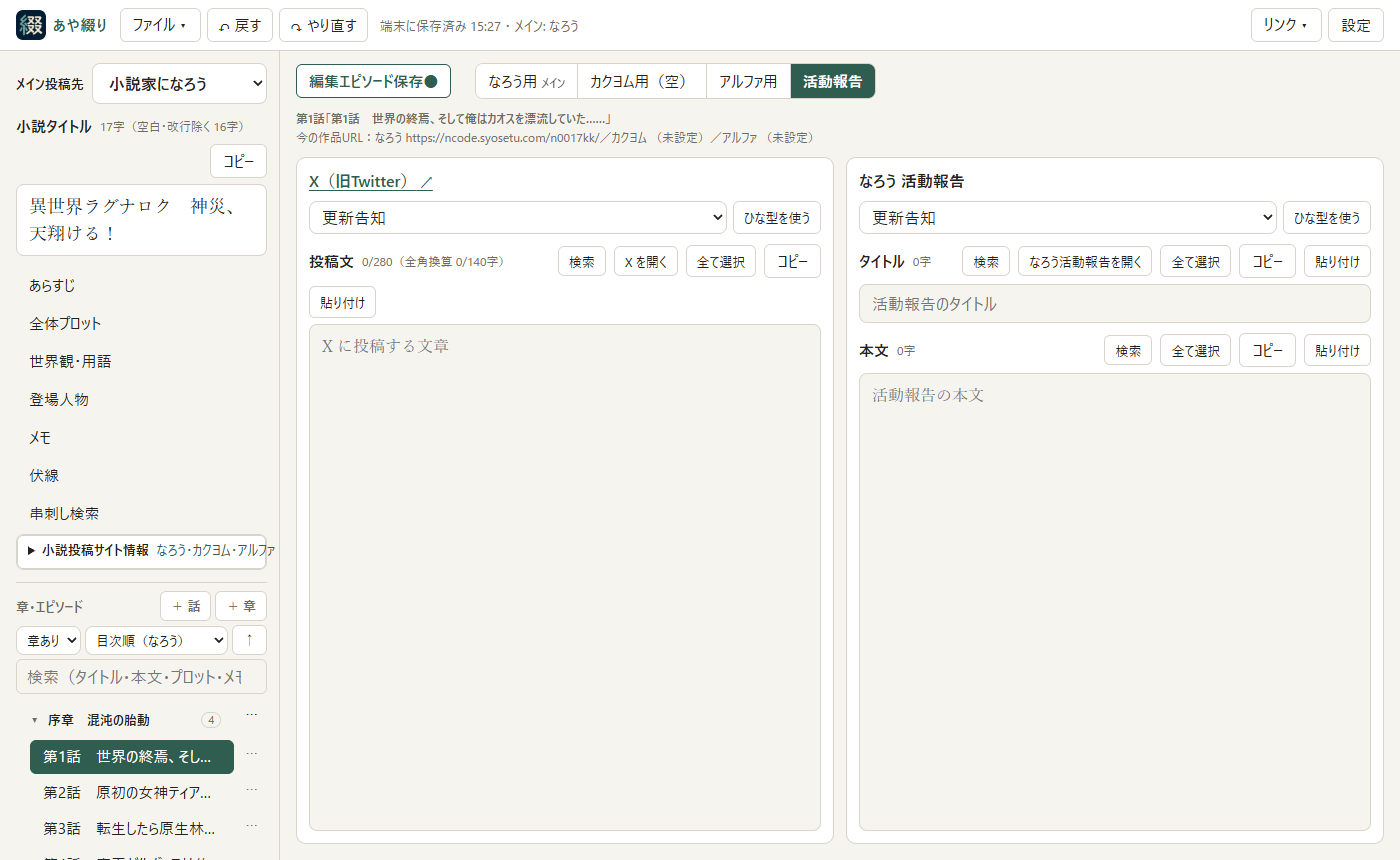 綴 あや綴り ファイル ▾ 戻す やり直す 端末に保存済み 15:27・メイン: なろう リンク ▾ 設定
メイン投稿先 小説家になろう
小説タイトル 17字（空白・改行除く 16字）
コピー
異世界ラグナロク　神災、
天翔ける！
あらすじ
全体プロット
世界観・用語
登場人物
メモ
伏線
串刺し検索
▶ 小説投稿サイト情報 なろう・カクヨム・アルファ
章・エピソード ＋ 話 ＋ 章
章あり 目次順（なろう） ↑
検索（タイトル・本文・プロット・メモ
▾ 序章　混沌の胎動 4 …
第1話　世界の終焉、そし… …
第2話　原初の女神ティア… …
第3話　転生したら原生林… …
編集エピソード保存● なろう用 メイン カクヨム用（空） アルファ用 活動報告
第1話「第1話　世界の終焉、そして俺はカオスを漂流していた……」
今の作品URL：なろう https://ncode.syosetu.com/n0017kk/／カクヨム （未設定）／アルファ （未設定）
X（旧Twitter）
更新告知 ひな型を使う
投稿文 0/280（全角換算 0/140字） 検索 X を開く 全て選択 コピー
貼り付け
X に投稿する文章
なろう 活動報告
更新告知 ひな型を使う
タイトル 0字 検索 なろう活動報告を開く 全て選択 コピー 貼り付け
活動報告のタイトル
本文 0字 検索 全て選択 コピー 貼り付け
活動報告の本文